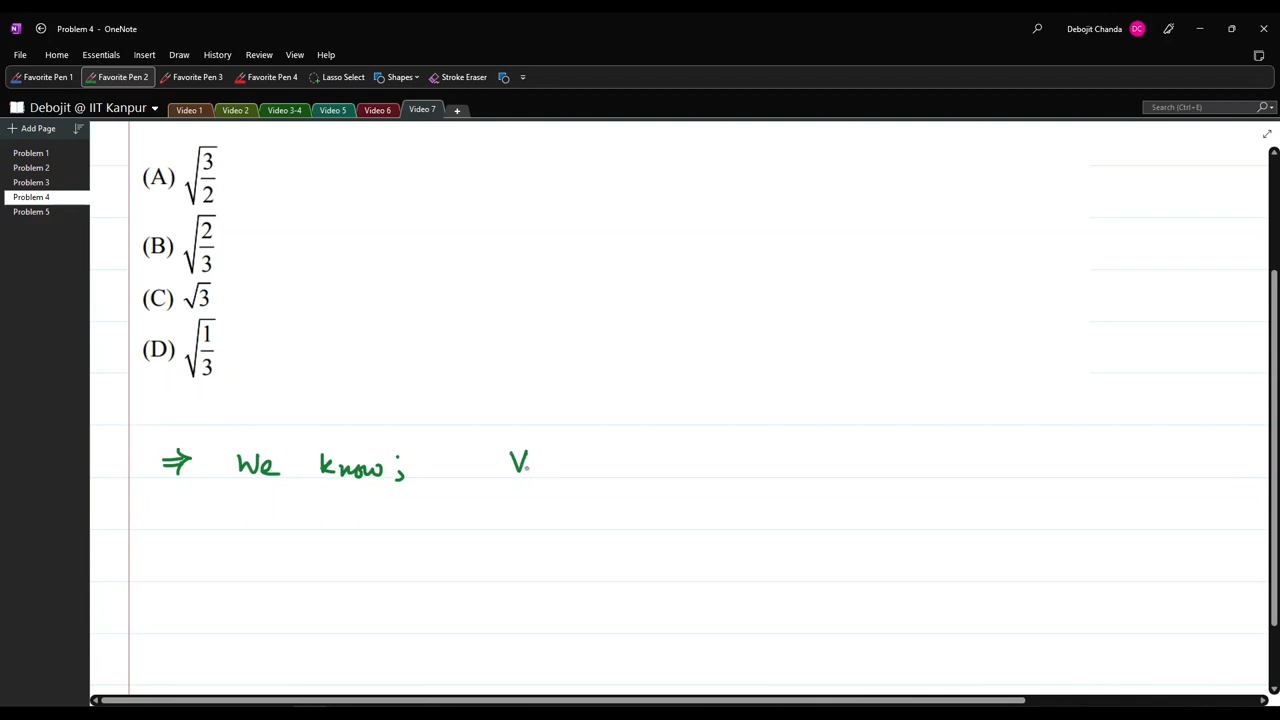 Problem 4 - OneNote
Debojit Chanda DC
File Home Essentials Insert Draw History Review View Help
Favorite Pen 1 Favorite Pen 2 Favorite Pen 3 Favorite Pen 4 Lasso Select Shapes Stroke Eraser
Debojit @ IIT Kanpur Video 1 Video 2 Video 3-4 Video 5 Video 6 Video 7 + Search (Ctrl+E)
+ Add Page
Problem 1
Problem 2
Problem 3
Problem 4
Problem 5
(A) √(3/2)
(B) √(2/3)
(C) √3
(D) √(1/3)
⇒ We know; V